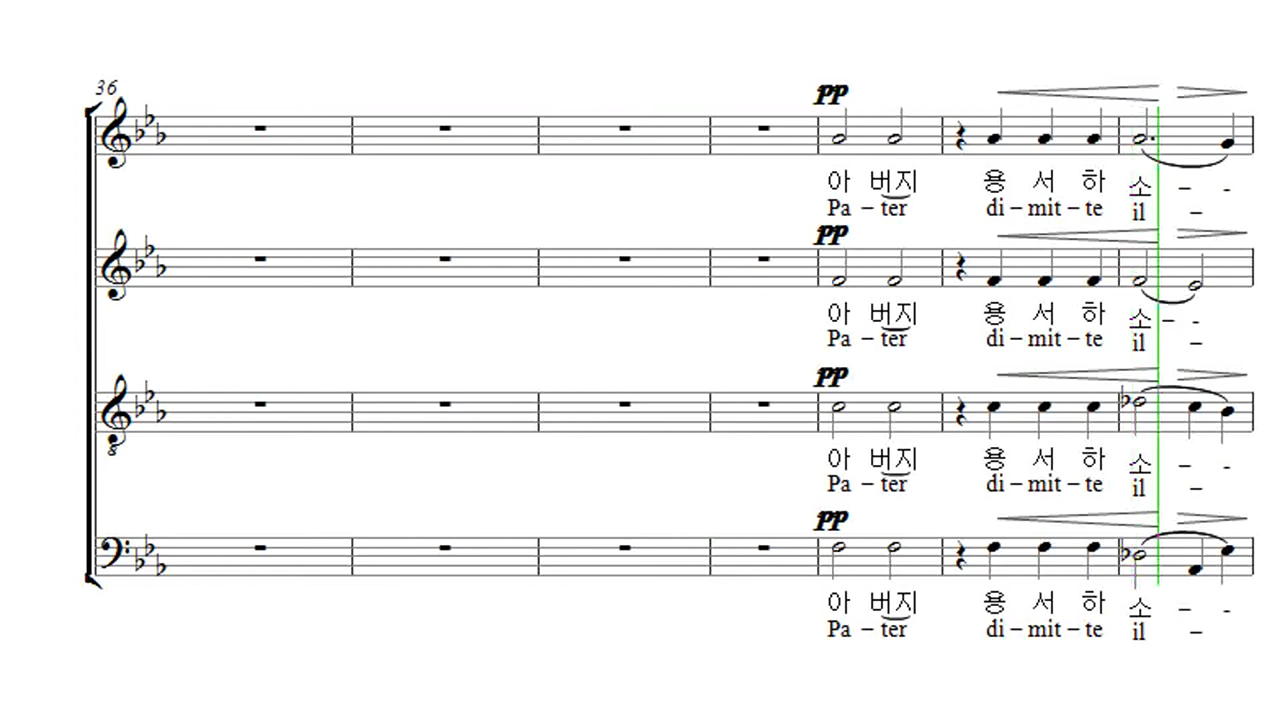 36
pp
아 버지 용 서 하 소 – -
Pa – ter di – mit – te il –
pp
아 버지 용 서 하 소 – -
Pa – ter di – mit – te il –
pp
아 버지 용 서 하 소 – -
Pa – ter di – mit – te il –
8
pp
아 버지 용 서 하 소 – -
Pa – ter di – mit – te il –